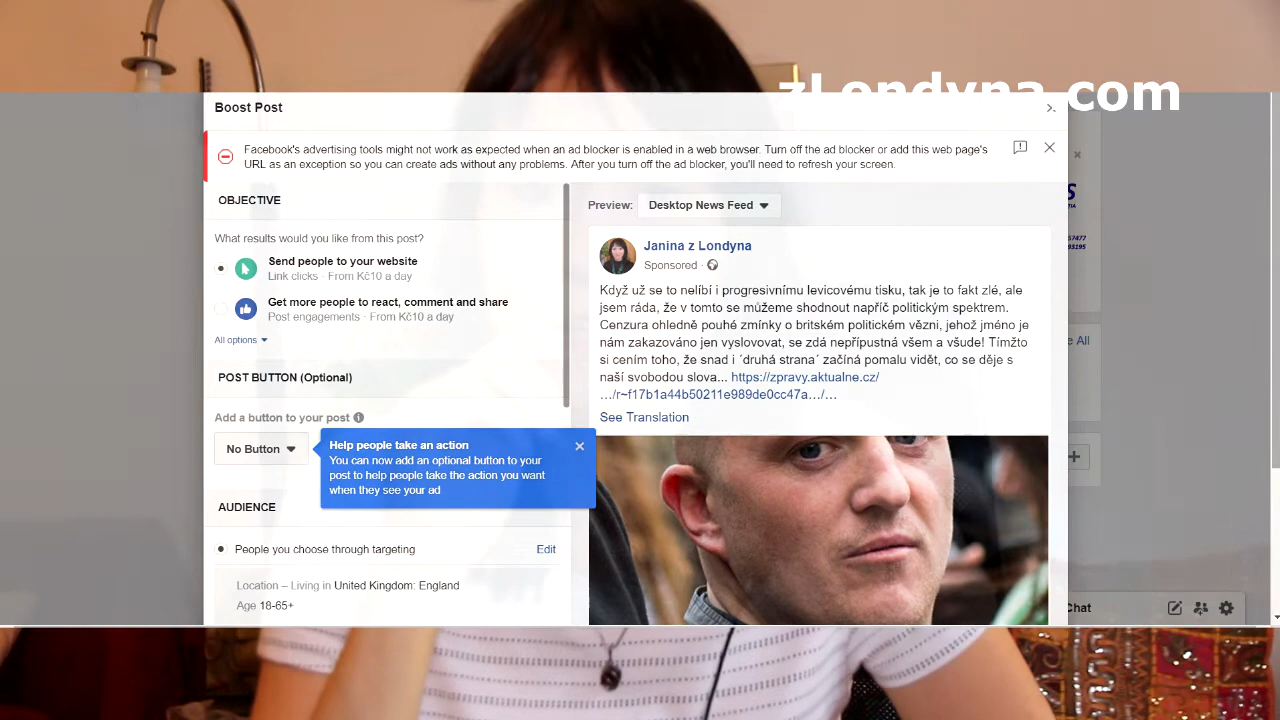 zLondyna.com
Boost Post
Facebook's advertising tools might not work as expected when an ad blocker is enabled in a web browser. Turn off the ad blocker or add this web page's
URL as an exception so you can create ads without any problems. After you turn off the ad blocker, you'll need to refresh your screen.
OBJECTIVE
What results would you like from this post?
Send people to your website
Link clicks · From Kč10 a day
Get more people to react, comment and share
Post engagements · From Kč10 a day
All options
POST BUTTON (Optional)
Add a button to your post
No Button
Help people take an action
You can now add an optional button to your
post to help people take the action you want
when they see your ad
AUDIENCE
People you choose through targeting
Edit
Location – Living in United Kingdom: England
Age 18-65+
Preview:
Desktop News Feed
Janina z Londyna
Sponsored ·
Když už se to nelíbí i progresivnímu levicovému tisku, tak je to fakt zlé, ale
jsem ráda, že v tomto se můžeme shodnout napříč politickým spektrem.
Cenzura ohledně pouhé zmínky o britském politickém vězni, jehož jméno je
nám zakazováno jen vyslovovat, se zdá nepřípustná všem a všude! Tímžto
si cením toho, že snad i ´druhá strana´ začíná pomalu vidět, co se děje s
naší svobodou slova... https://zpravy.aktualne.cz/
…/r~f17b1a44b50211e989de0cc47a…/…
See Translation
e All
Chat